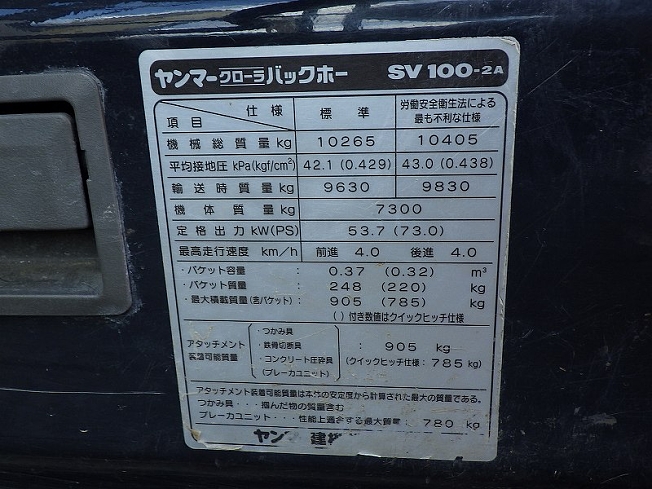 ヤンマークローラバックホー SV100-2A
項目 仕様 標準 労働安全衛生法による最も不利な仕様
機械総質量 kg 10265 10405
平均接地圧 kPa(kgf/cm²) 42.1 (0.429) 43.0 (0.438)
輸送時質量 kg 9630 9830
機体質量 kg 7300
定格出力 kW(PS) 53.7 (73.0)
最高走行速度 km/h 前進 4.0 後進 4.0
・バケット容量 : 0.37 (0.32) m³
・バケット質量 : 248 (220) kg
・最大積載質量(含バケット) : 905 (785) kg
( )付き数値はクイックヒッチ仕様
アタッチメント装着可能質量
・つかみ具
・鉄骨切断具
・コンクリート圧砕具
(ブレーカユニット)
: 905 kg
(クイックヒッチ仕様 785 kg)
アタッチメント装着可能質量は本体の安定度から計算された最大の質量である。
つかみ具・・掴んだ物の質量含む
ブレーカユニット・・・性能上適合する最大質量 : 780 kg
ヤンマ 建機